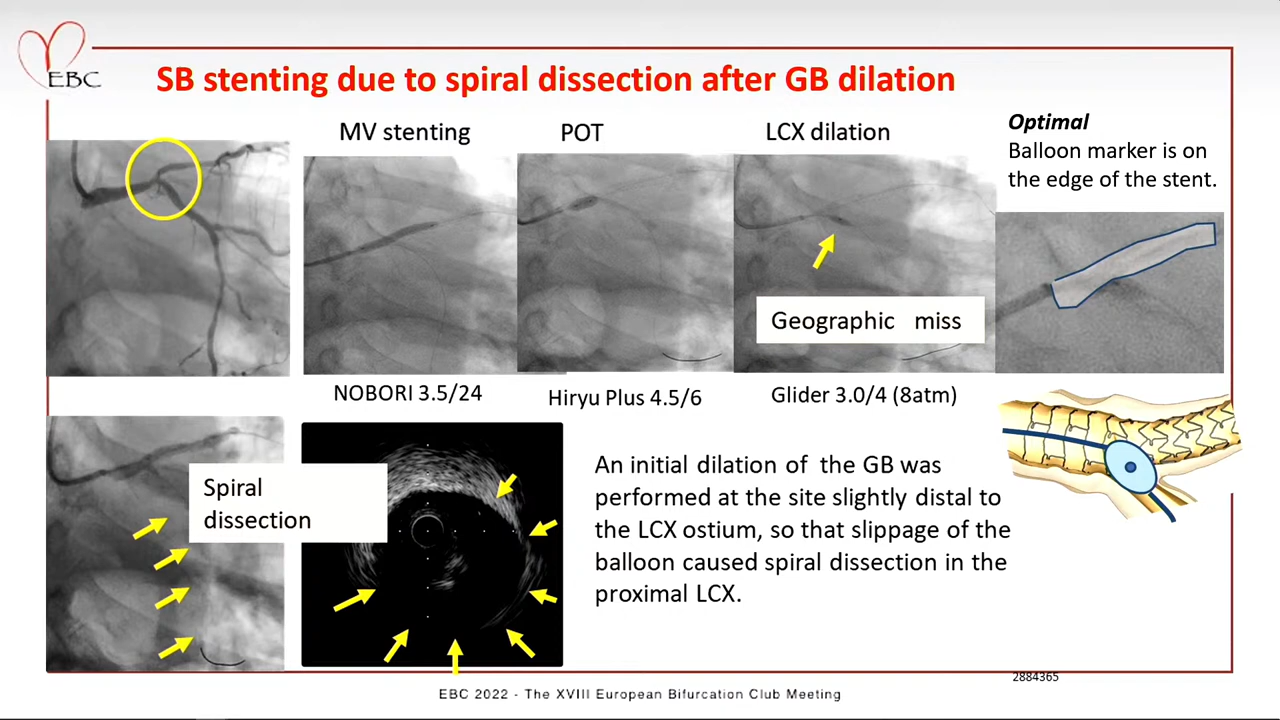 EBC
SB stenting due to spiral dissection after GB dilation
MV stenting
POT
LCX dilation
Optimal
Balloon marker is on
the edge of the stent.
Geographic miss
NOBORI 3.5/24
Hiryu Plus 4.5/6
Glider 3.0/4 (8atm)
Spiral
dissection
An initial dilation of the GB was
performed at the site slightly distal to
the LCX ostium, so that slippage of the
balloon caused spiral dissection in the
proximal LCX.
2884365
EBC 2022 - The XVIII European Bifurcation Club Meeting